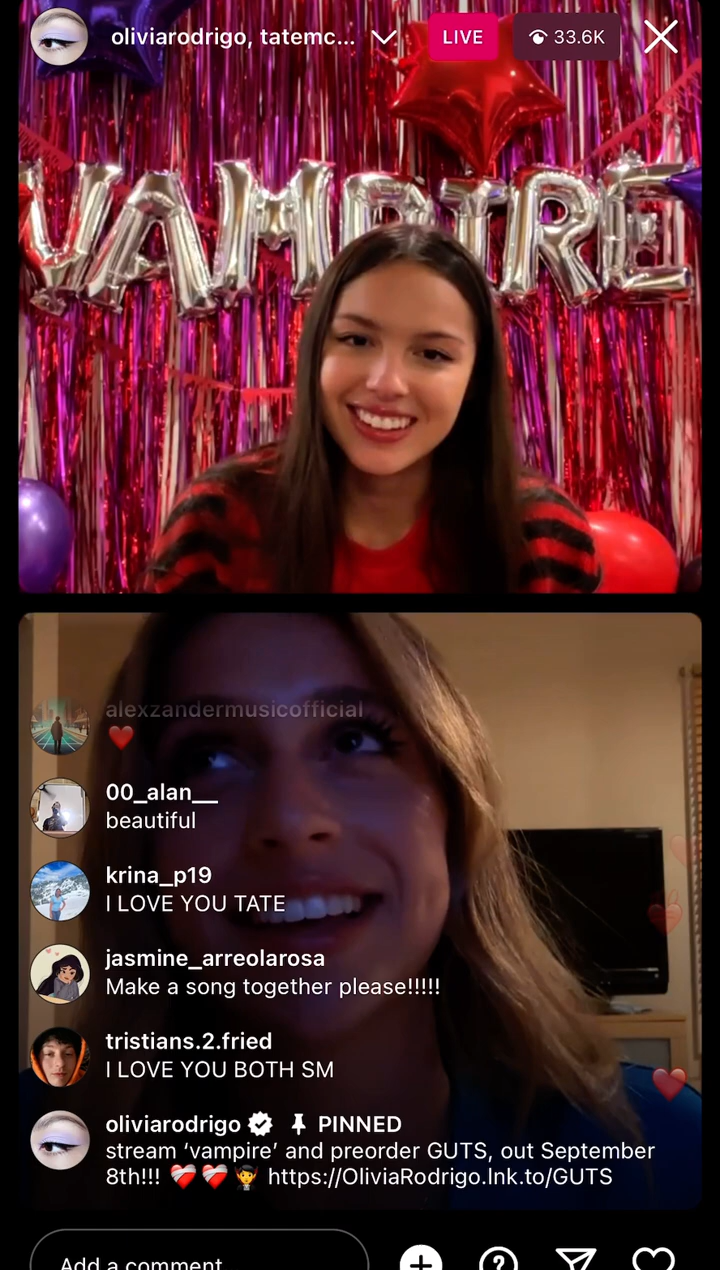 oliviarodrigo, tatemc...
LIVE
33.6K
VAMPIRE
alexzandermusicofficial
❤️
00_alan__
beautiful
krina_p19
I LOVE YOU TATE
jasmine_arreolarosa
Make a song together please!!!!!
tristians.2.fried
I LOVE YOU BOTH SM
oliviarodrigo PINNED
stream ‘vampire’ and preorder GUTS, out September
8th!!! ❤️‍🩹❤️‍🩹🧝 https://OliviaRodrigo.lnk.to/GUTS
Add a comment